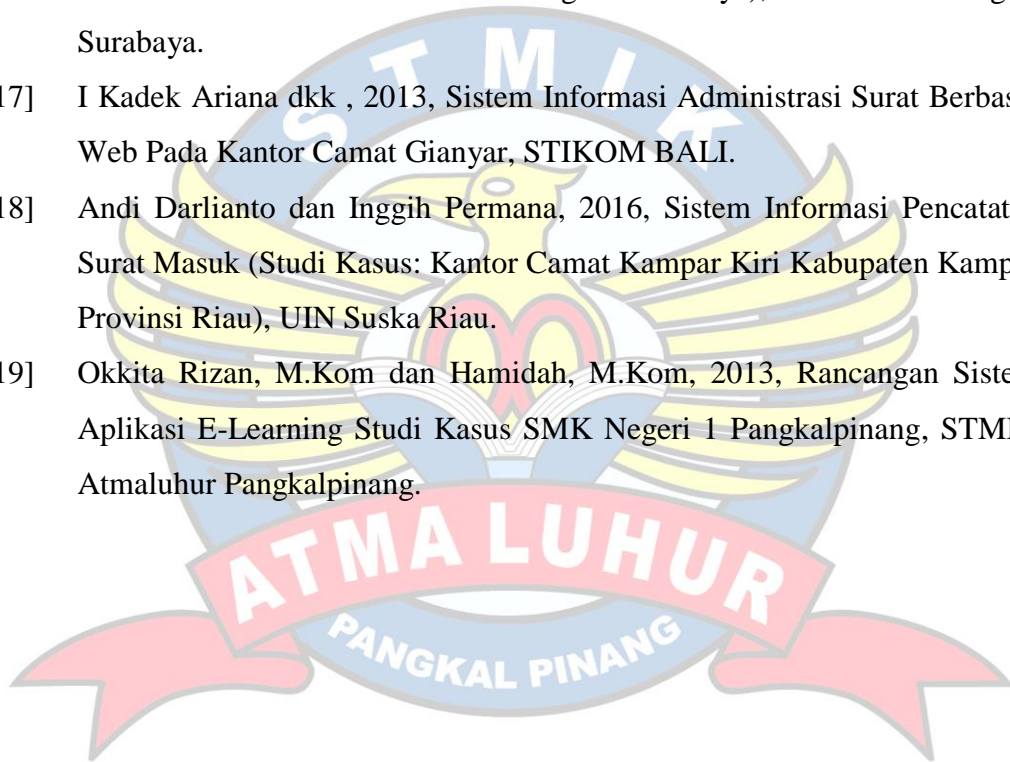 Surabaya.
17] I Kadek Ariana dkk , 2013, Sistem Informasi Administrasi Surat Berbas
Web Pada Kantor Camat Gianyar, STIKOM BALI.
18] Andi Darlianto dan Inggih Permana, 2016, Sistem Informasi Pencatat
Surat Masuk (Studi Kasus: Kantor Camat Kampar Kiri Kabupaten Kamp
Provinsi Riau), UIN Suska Riau.
19] Okkita Rizan, M.Kom dan Hamidah, M.Kom, 2013, Rancangan Siste
Aplikasi E-Learning Studi Kasus SMK Negeri 1 Pangkalpinang, STMI
Atmaluhur Pangkalpinang.
STMIK
ATMA LUHUR
PANGKAL PINANG